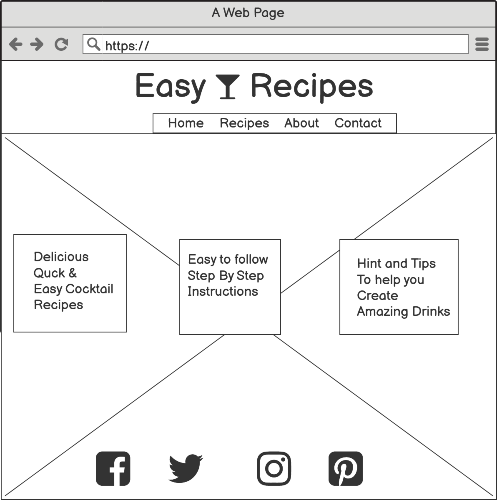 A Web Page
https://
Easy Recipes
Home Recipes About Contact
Delicious
Quck &
Easy Cocktail
Recipes
Easy to follow
Step By Step
Instructions
Hint and Tips
To help you
Create
Amazing Drinks